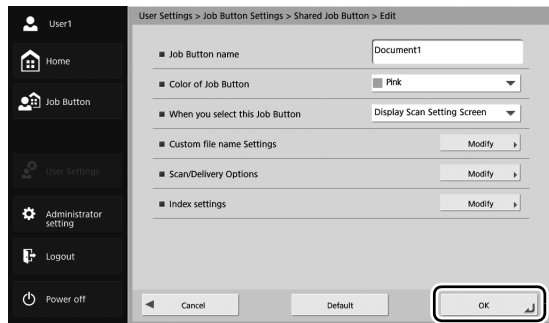 User1
Home
Job Button
User Settings
Administrator
setting
Logout
Power off
User Settings > Job Button Settings > Shared Job Button > Edit
Job Button name
Document1
Color of Job Button
Pink
When you select this Job Button
Display Scan Setting Screen
Custom file name Settings
Modify
Scan/Delivery Options
Modify
Index settings
Modify
Cancel
Default
OK